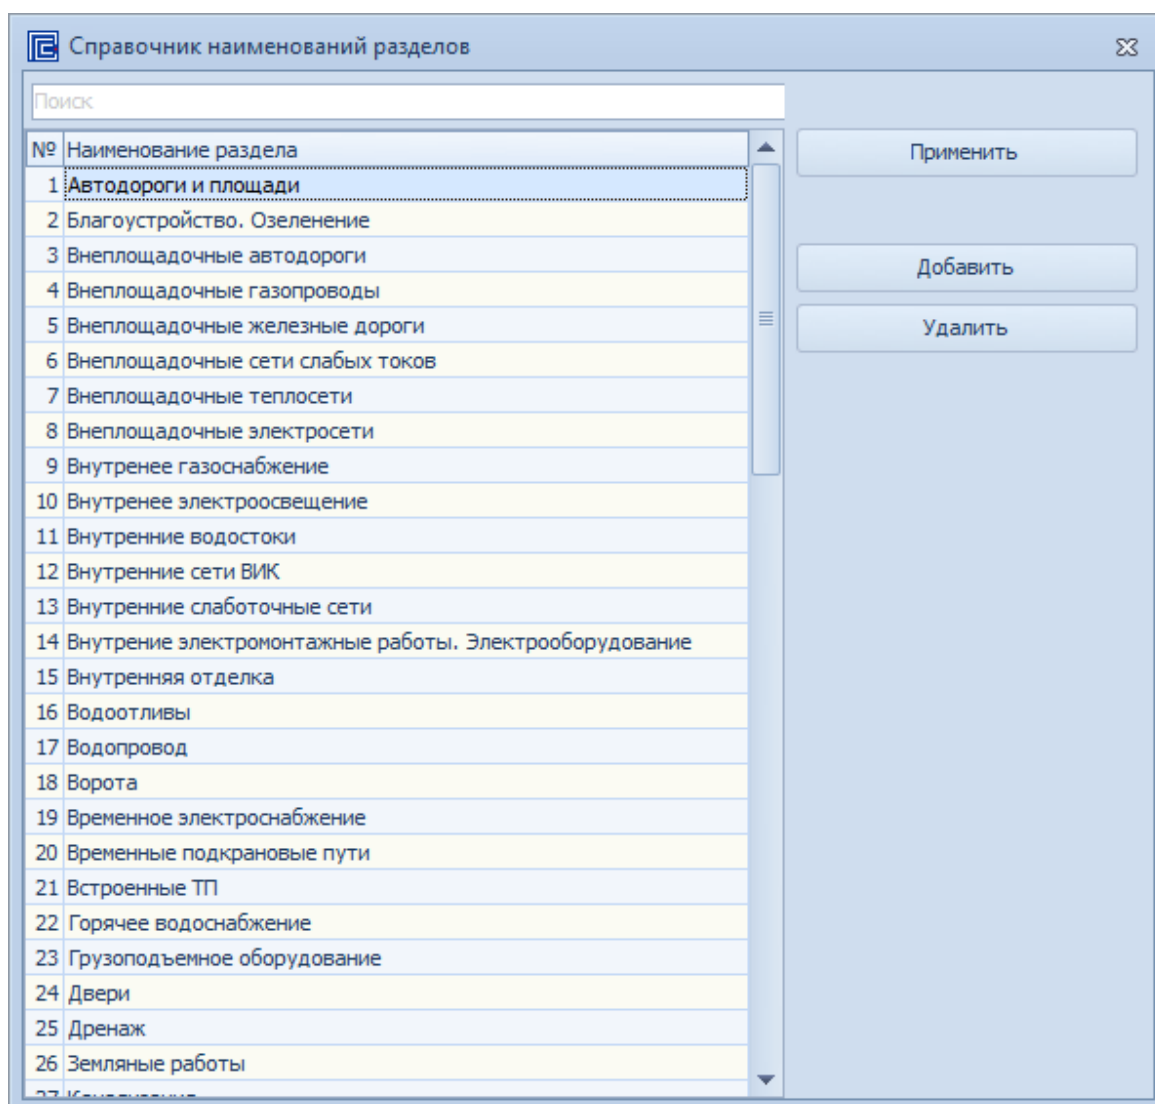 Справочник наименований разделов
Поиск
№ Наименование раздела
Применить
1 Автодороги и площади
2 Благоустройство. Озеленение
3 Внеплощадочные автодороги
Добавить
4 Внеплощадочные газопроводы
5 Внеплощадочные железные дороги
Удалить
6 Внеплощадочные сети слабых токов
7 Внеплощадочные теплосети
8 Внеплощадочные электросети
9 Внутренее газоснабжение
10 Внутренее электроосвещение
11 Внутренние водостоки
12 Внутренние сети ВИК
13 Внутренние слаботочные сети
14 Внутрение электромонтажные работы. Электрооборудование
15 Внутренняя отделка
16 Водоотливы
17 Водопровод
18 Ворота
19 Временное электроснабжение
20 Временные подкрановые пути
21 Встроенные ТП
22 Горячее водоснабжение
23 Грузоподъемное оборудование
24 Двери
25 Дренаж
26 Земляные работы